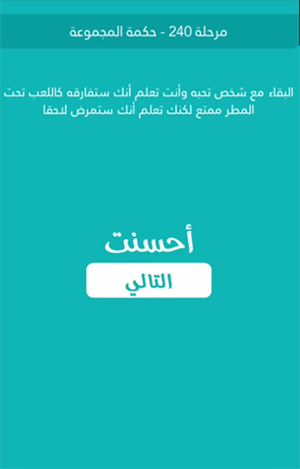 مرحلة 240 - حكمة المجموعة
البقاء مع شخص تحبه وأنت تعلم أنك ستفارقه كاللعب تحت
المطر ممتع لكنك تعلم أنك ستمرض لاحقا
أحسنت
التالي